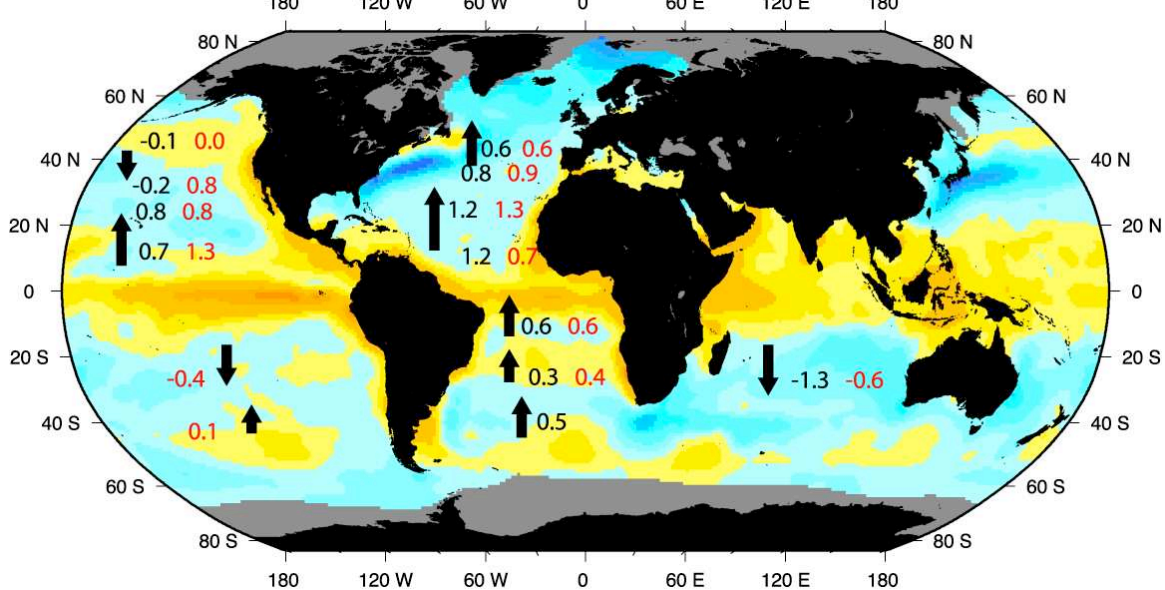 180 120 W 60 W 0 60 E 120 E 180
80 N 80 N
60 N 60 N
-0.1 0.0
0.6 0.6
40 N 40 N
0.8 0.9
-0.2 0.8
0.8 0.8
1.2 1.3
20 N 20 N
0.7 1.3
1.2 0.7
0 0
0.6 0.6
20 S 20 S
-0.4
0.3 0.4
-1.3 -0.6
0.5
40 S 40 S
0.1
60 S 60 S
80 S 80 S
180 120 W 60 W 0 60 E 120 E 180